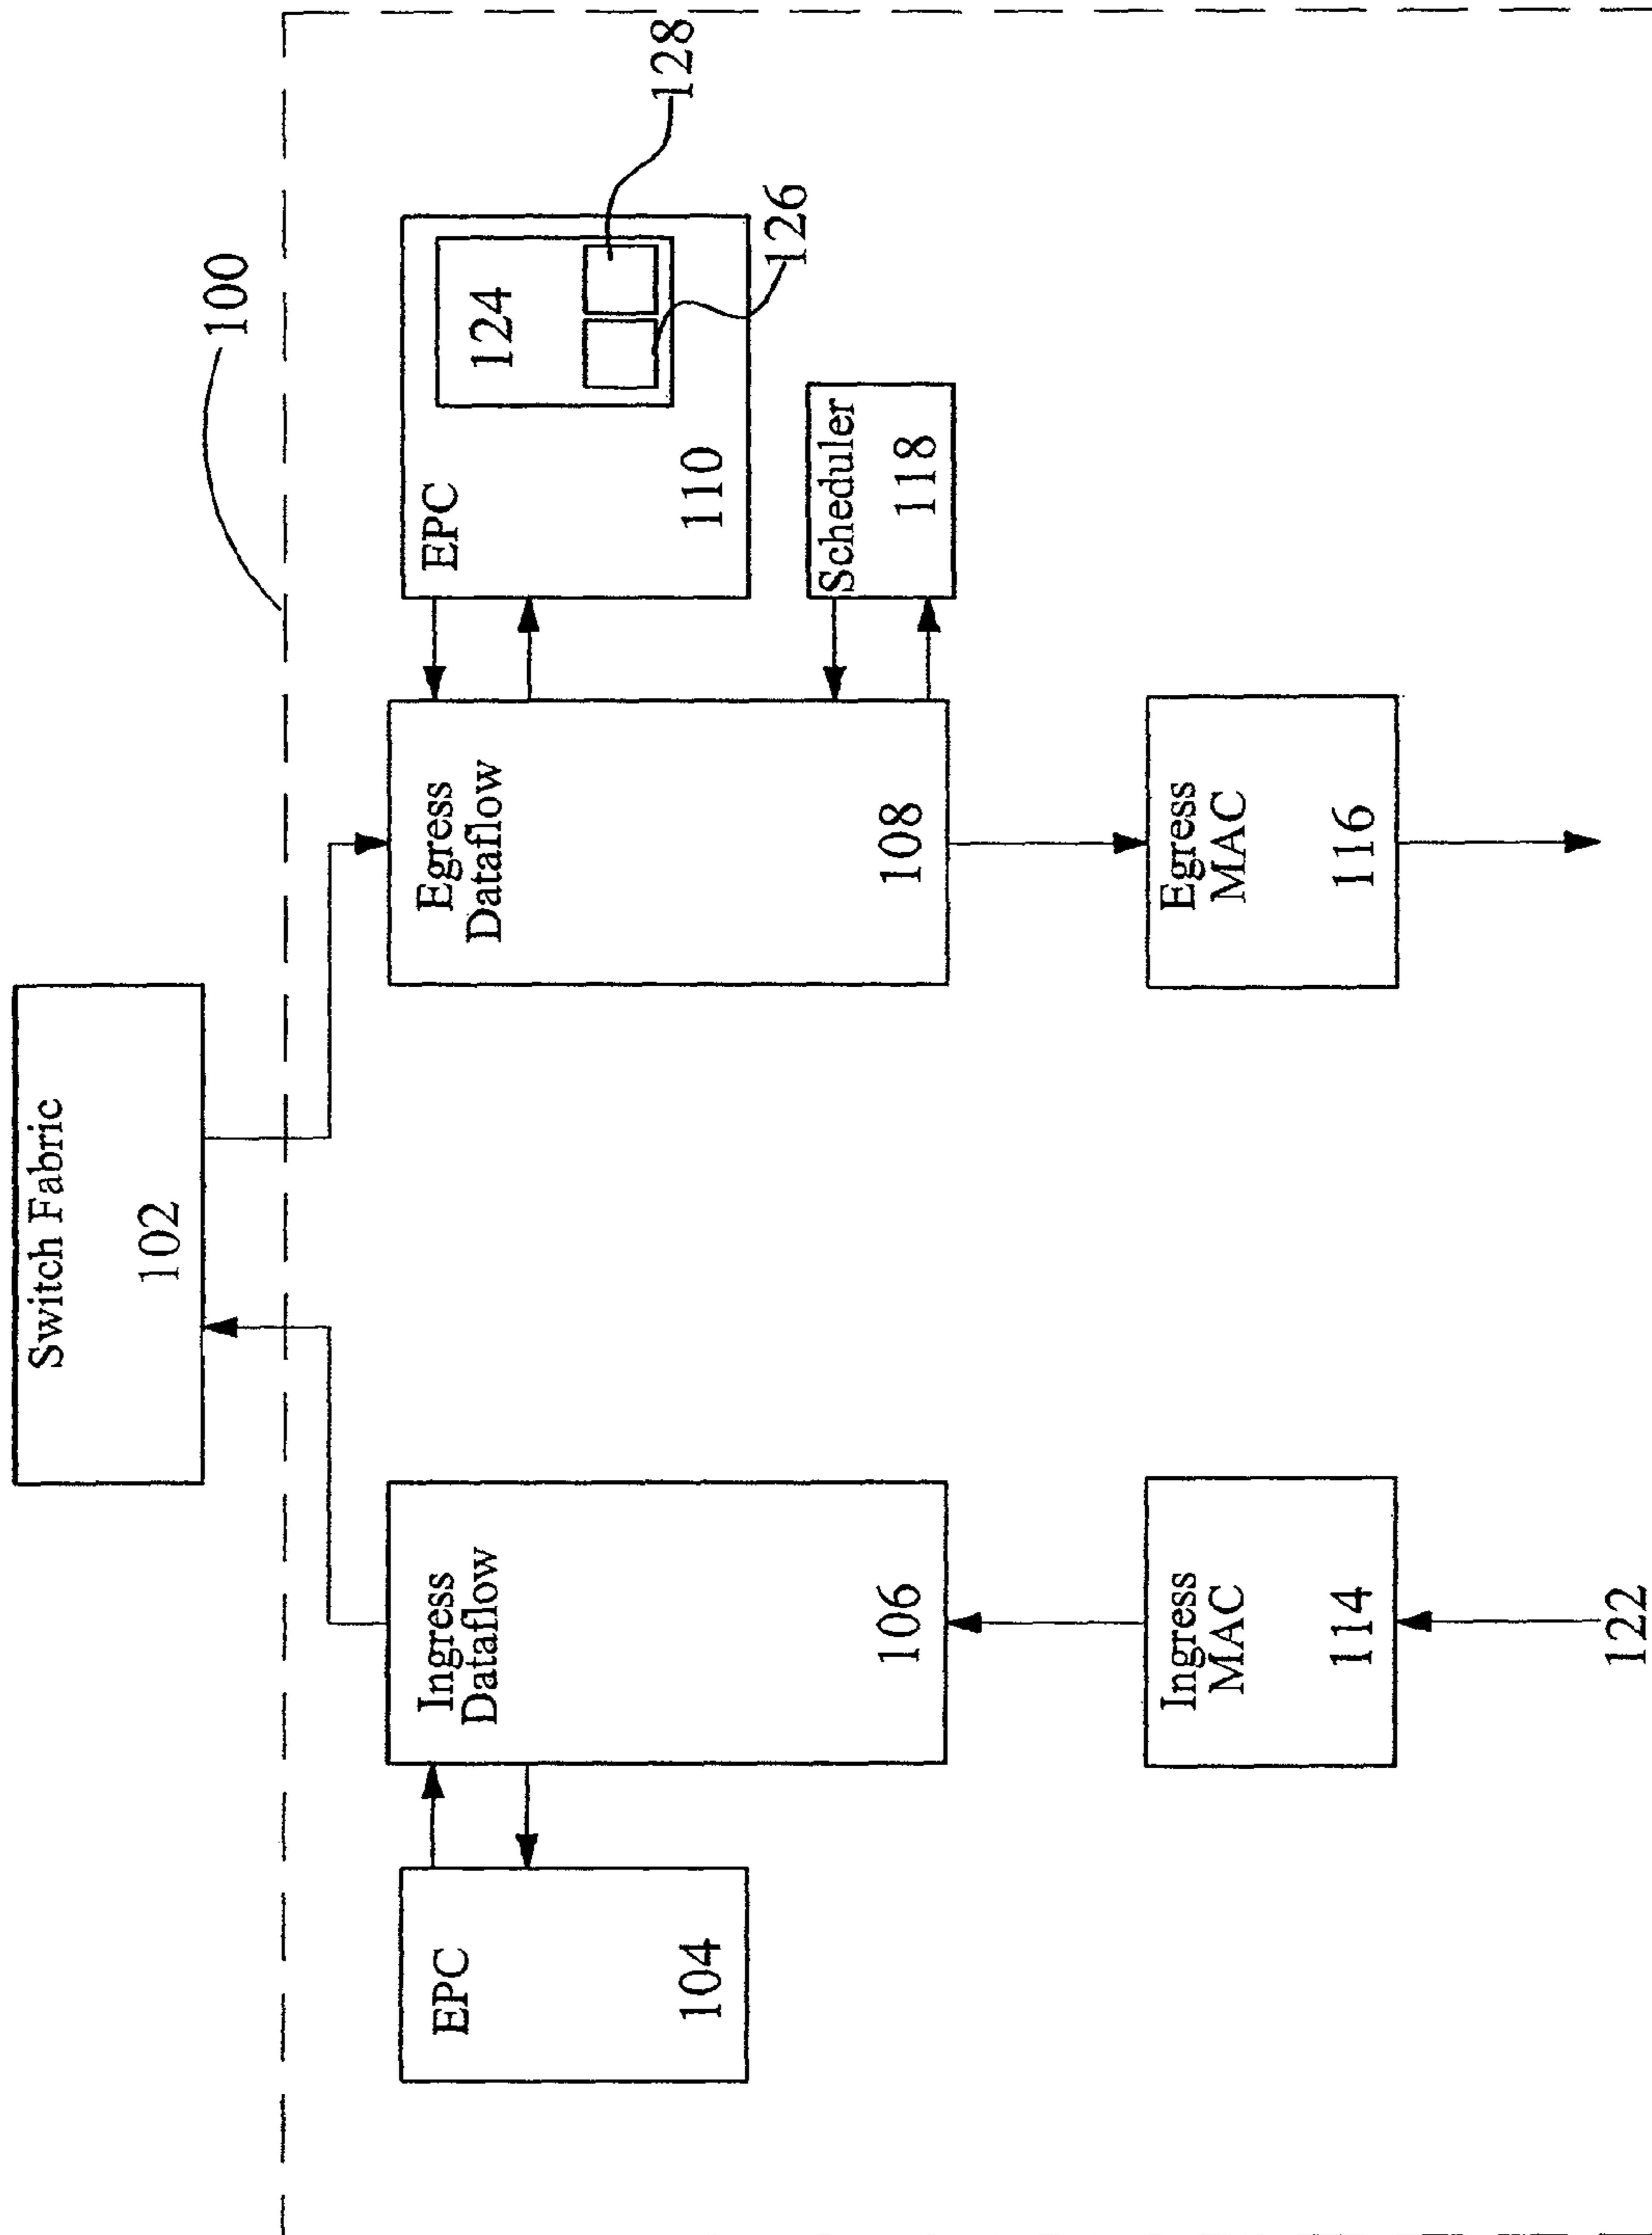 Switch Fabric
102
100
EPC
104
Ingress
Dataflow
106
Egress
Dataflow
108
EPC
110
124
128
126
Scheduler
118
Ingress
MAC
114
Egress
MAC
116
122